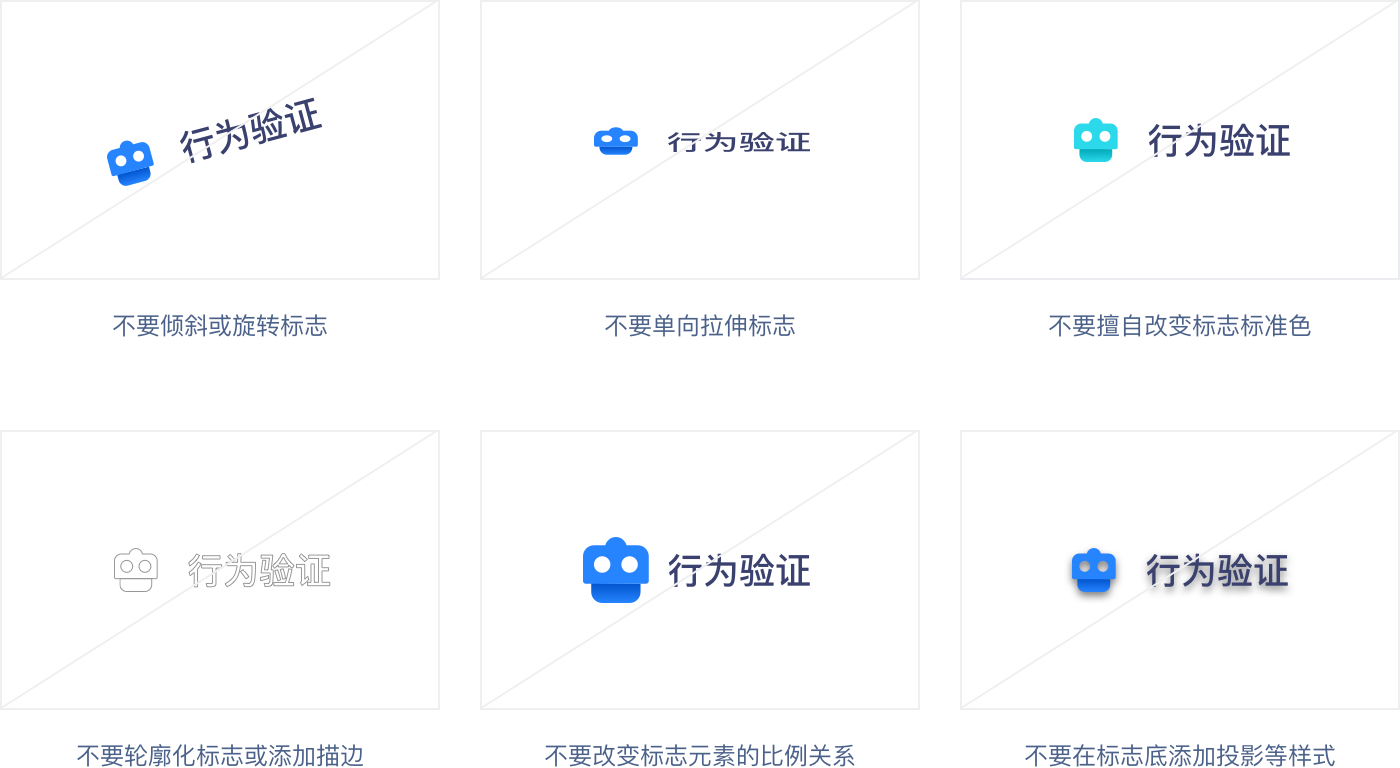 行为验证
行为验证
行为验证
不要倾斜或旋转标志
不要单向拉伸标志
不要擅自改变标志标准色
行为验证
行为验证
行为验证
不要轮廓化标志或添加描边
不要改变标志元素的比例关系
不要在标志底添加投影等样式